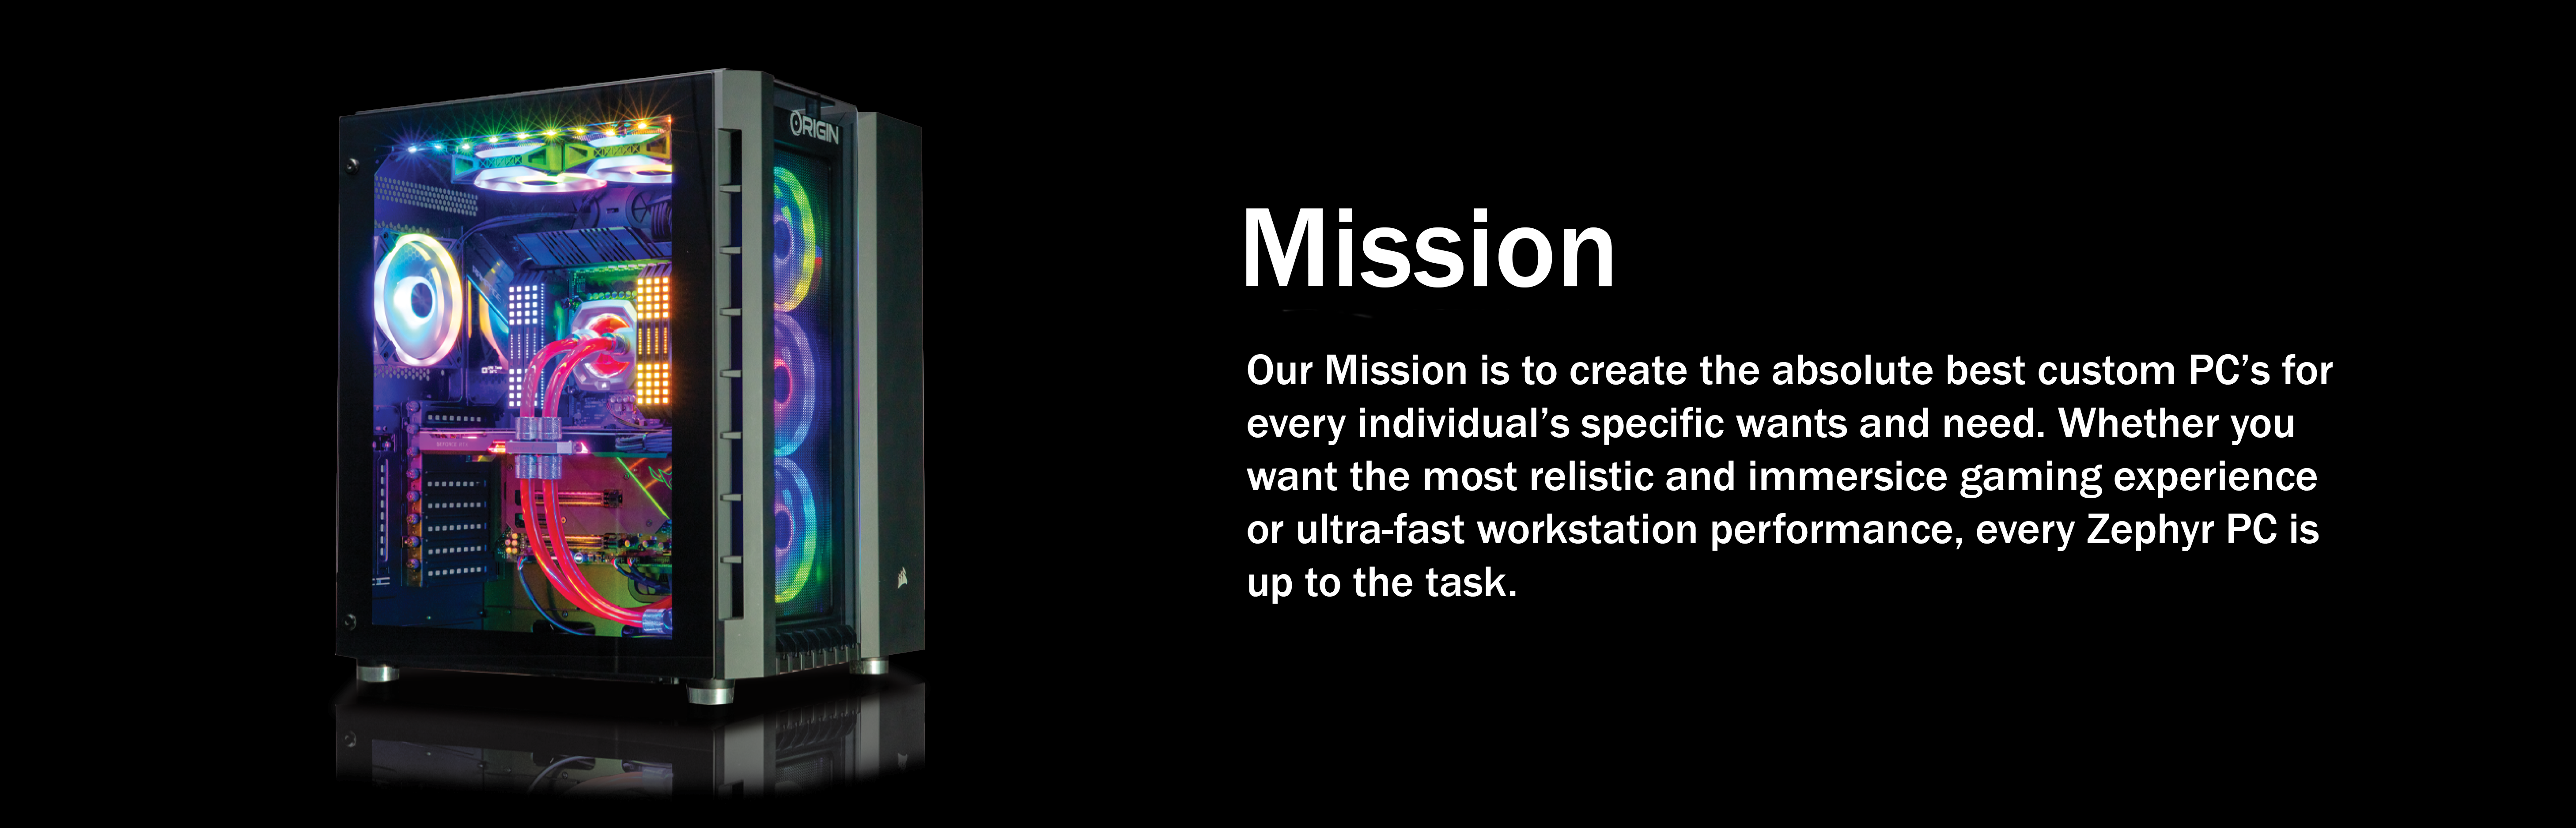 ORIGIN
Mission
Our Mission is to create the absolute best custom PC’s for
every individual’s specific wants and need. Whether you
want the most relistic and immersice gaming experience
or ultra-fast workstation performance, every Zephyr PC is
up to the task.